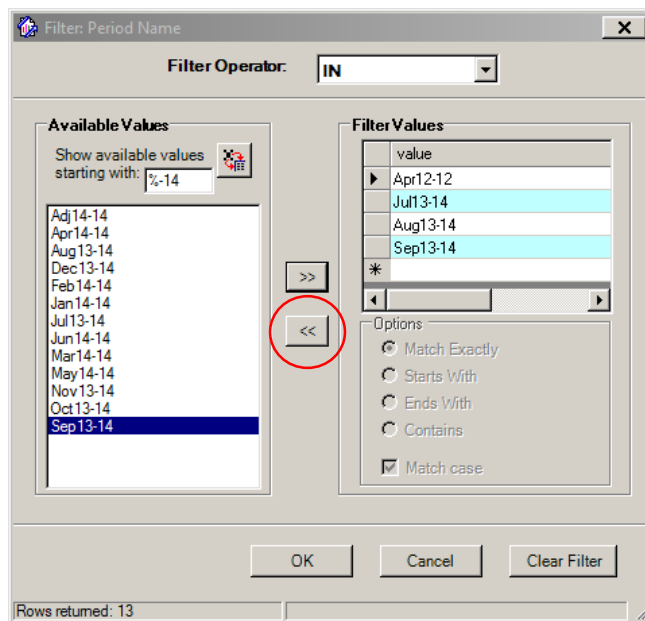 Filter: Period Name
Filter Operator: IN
Available Values
Show available values
starting with: %-14
Adj14-14
Apr14-14
Aug13-14
Dec13-14
Feb14-14
Jan14-14
Jul13-14
Jun14-14
Mar14-14
May14-14
Nov13-14
Oct13-14
Sep13-14
>>
<<
Filter Values
value
Apr12-12
Jul13-14
Aug13-14
Sep13-14
Options
Match Exactly
Starts With
Ends With
Contains
Match case
OK Cancel Clear Filter
Rows returned: 13